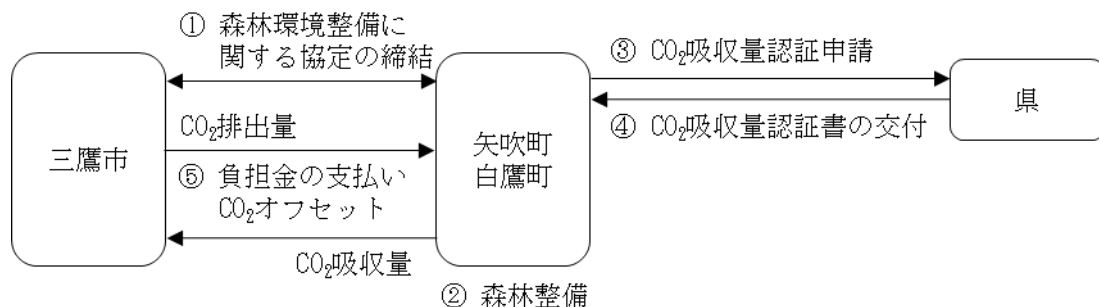 ① 森林環境整備に
関する協定の締結
③ CO₂吸収量認証申請
県
④ CO₂吸収量認証書の交付
CO₂排出量
三鷹市
矢吹町
白鷹町
⑤ 負担金の支払い
CO₂オフセット
CO₂吸収量
② 森林整備